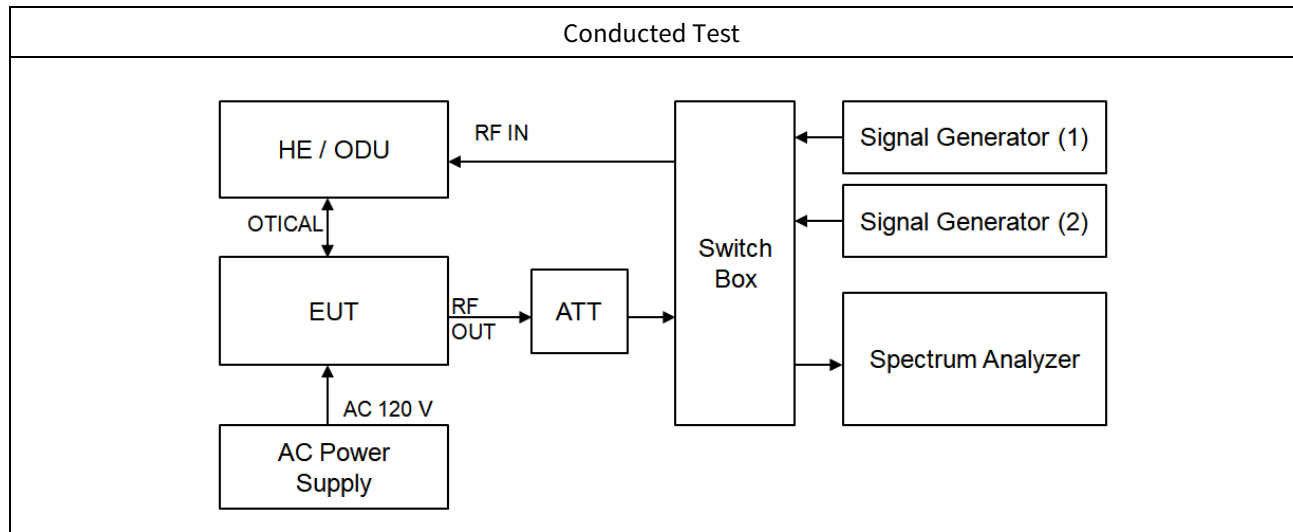 Conducted Test
HE / ODU
RF IN
Signal Generator (1)
Signal Generator (2)
OTICAL
Switch
Box
EUT
RF
OUT
ATT
Spectrum Analyzer
AC 120 V
AC Power
Supply